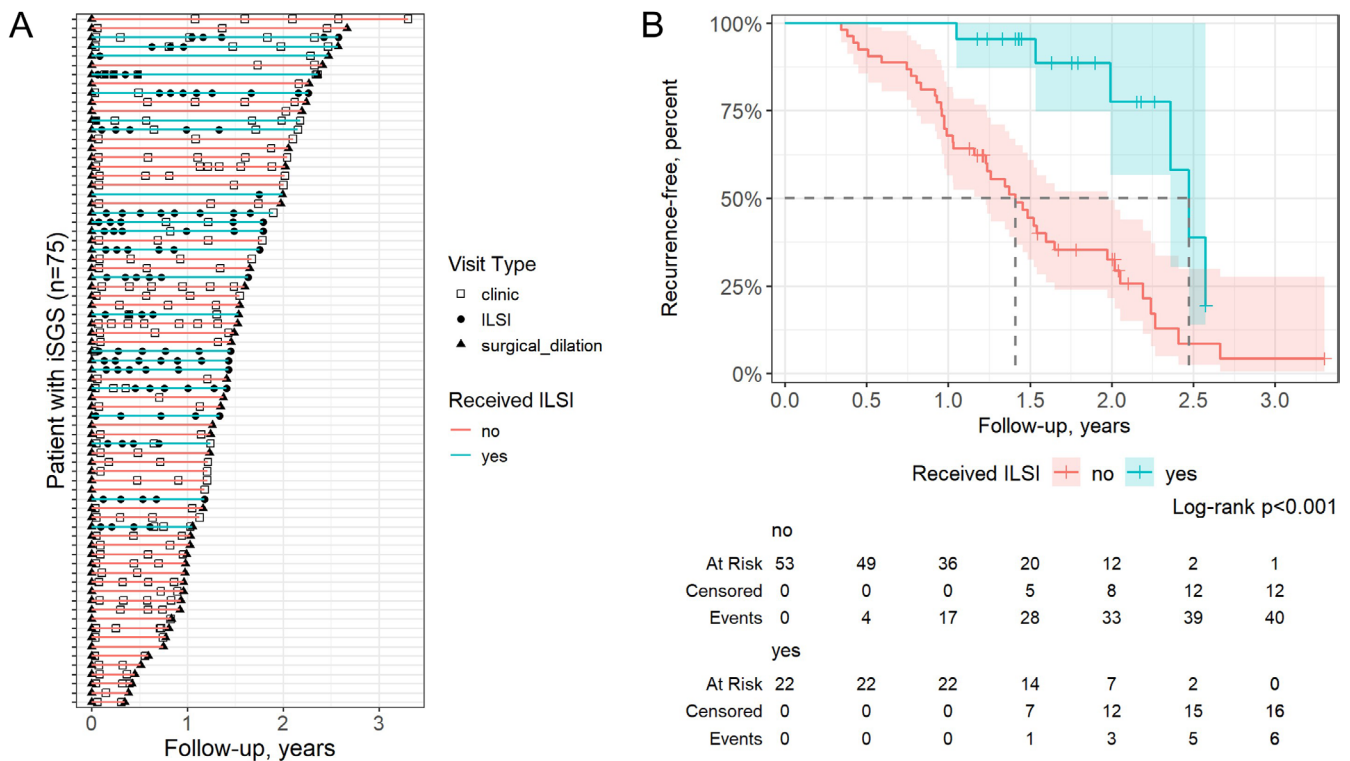 A
Patient with iSGS (n=75)
0 1 2 3
Follow-up, years
Visit Type
clinic
ILSI
surgical_dilation
Received ILSI
no
yes
B
Recurrence-free, percent
100%
75%
50%
25%
0%
0.0 0.5 1.0 1.5 2.0 2.5 3.0
Follow-up, years
Received ILSI no yes
Log-rank p<0.001
no
At Risk 53 49 36 20 12 2 1
Censored 0 0 0 5 8 12 12
Events 0 4 17 28 33 39 40
yes
At Risk 22 22 22 14 7 2 0
Censored 0 0 0 7 12 15 16
Events 0 0 0 1 3 5 6